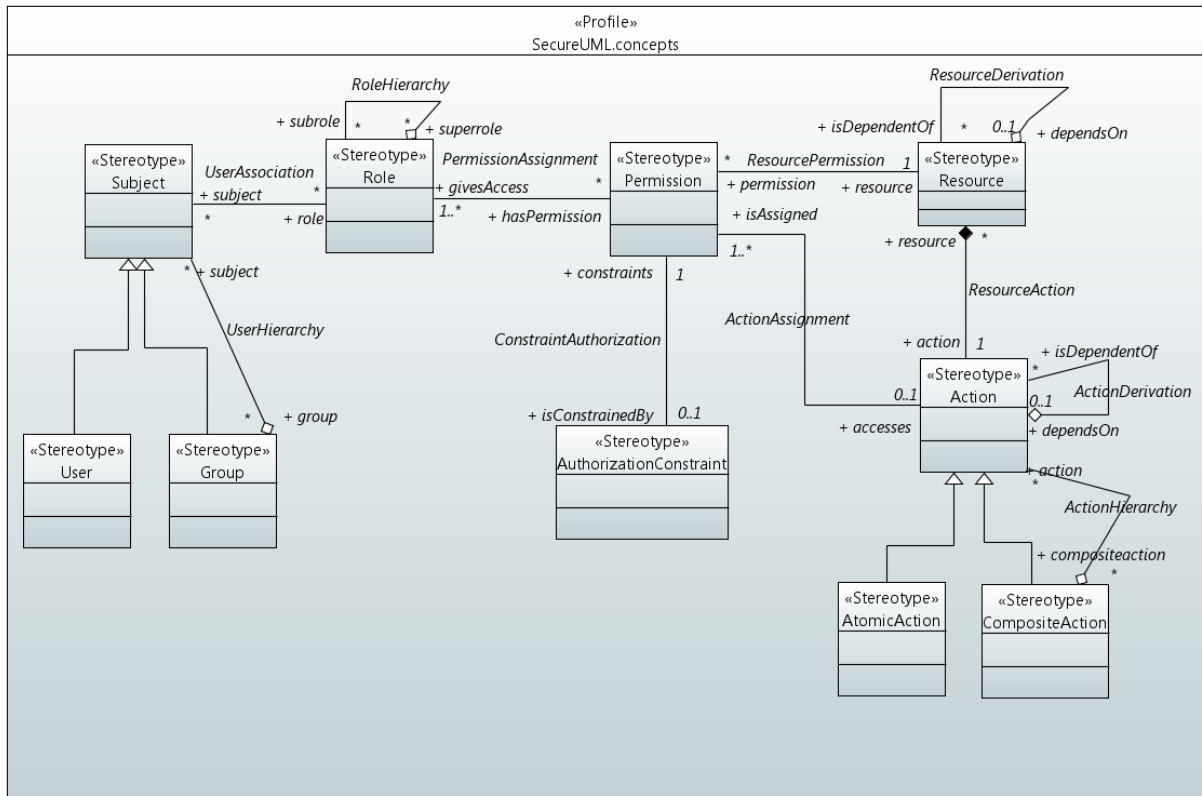 «Profile»
SecureUML.concepts
RoleHierarchy
ResourceDerivation
+ subrole
*
*
+ superrole
+ isDependentOf
*
0..1
+ dependsOn
«Stereotype»
Subject
UserAssociation
+ subject
*
*
+ role
«Stereotype»
Role
PermissionAssignment
+ givesAccess
*
1..*
+ hasPermission
«Stereotype»
Permission
*
ResourcePermission
1
+ permission
+ resource
«Stereotype»
Resource
+ isAssigned
1..*
+ resource
*
* + subject
+ constraints
1
ResourceAction
UserHierarchy
ConstraintAuthorization
ActionAssignment
+ action
1
+ isDependentOf
*
ActionDerivation
0..1
+ dependsOn
«Stereotype»
Action
0..1
+ accesses
*
+ group
+ isConstrainedBy
0..1
«Stereotype»
User
«Stereotype»
Group
«Stereotype»
AuthorizationConstraint
+ action
*
ActionHierarchy
+ compositeaction
*
«Stereotype»
AtomicAction
«Stereotype»
CompositeAction